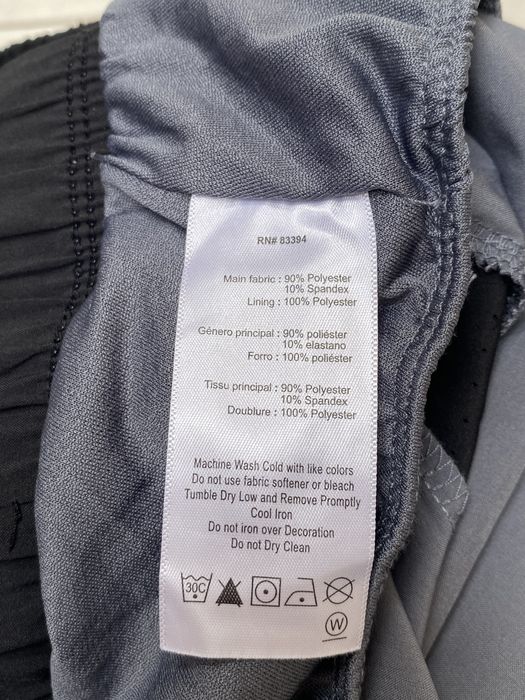 RN# 83394
Main fabric : 90% Polyester
10% Spandex
Lining : 100% Polyester
Género principal : 90% poliéster
10% elastano
Forro : 100% poliéster
Tissu principal : 90% Polyester
10% Spandex
Doublure : 100% Polyester
Machine Wash Cold with like colors
Do not use fabric softener or bleach
Tumble Dry Low and Remove Promptly
Cool Iron
Do not iron over Decoration
Do not Dry Clean
30C
W